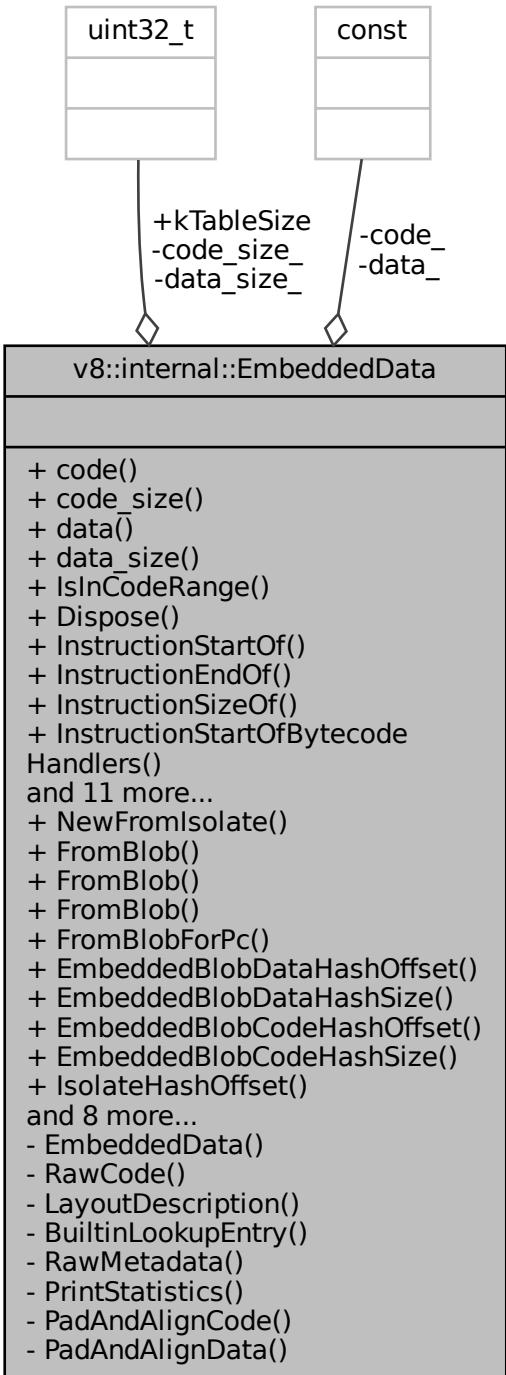 uint32_t
const
+kTableSize
-code_size_
-data_size_
-code_
-data_
v8::internal::EmbeddedData
+ code()
+ code_size()
+ data()
+ data_size()
+ IsInCodeRange()
+ Dispose()
+ InstructionStartOf()
+ InstructionEndOf()
+ InstructionSizeOf()
+ InstructionStartOfBytecode
Handlers()
and 11 more...
+ NewFromIsolate()
+ FromBlob()
+ FromBlob()
+ FromBlob()
+ FromBlobForPc()
+ EmbeddedBlobDataHashOffset()
+ EmbeddedBlobDataHashSize()
+ EmbeddedBlobCodeHashOffset()
+ EmbeddedBlobCodeHashSize()
+ IsolateHashOffset()
and 8 more...
- EmbeddedData()
- RawCode()
- LayoutDescription()
- BuiltinLookupEntry()
- RawMetadata()
- PrintStatistics()
- PadAndAlignCode()
- PadAndAlignData()